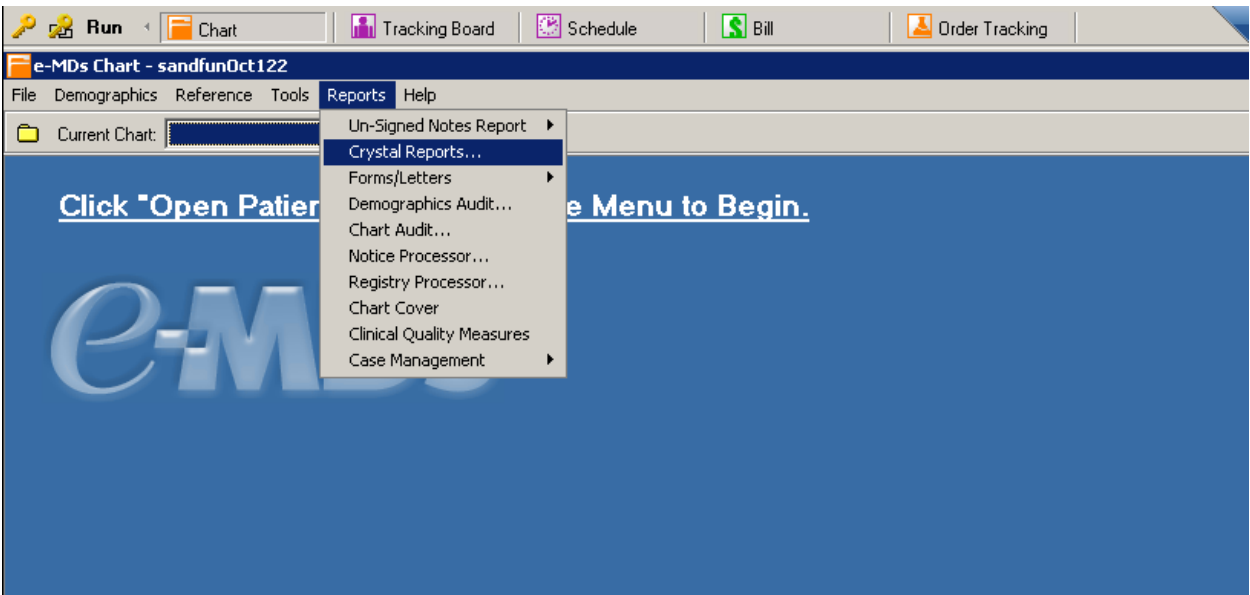 Run Chart Tracking Board Schedule Bill Order Tracking
e-MDs Chart - sandfunOct122
File Demographics Reference Tools Reports Help
Current Chart:
Un-Signed Notes Report
Crystal Reports...
Forms/Letters
Demographics Audit...
Chart Audit...
Notice Processor...
Registry Processor...
Chart Cover
Clinical Quality Measures
Case Management
Click "Open Patien e Menu to Begin.
e-MDs